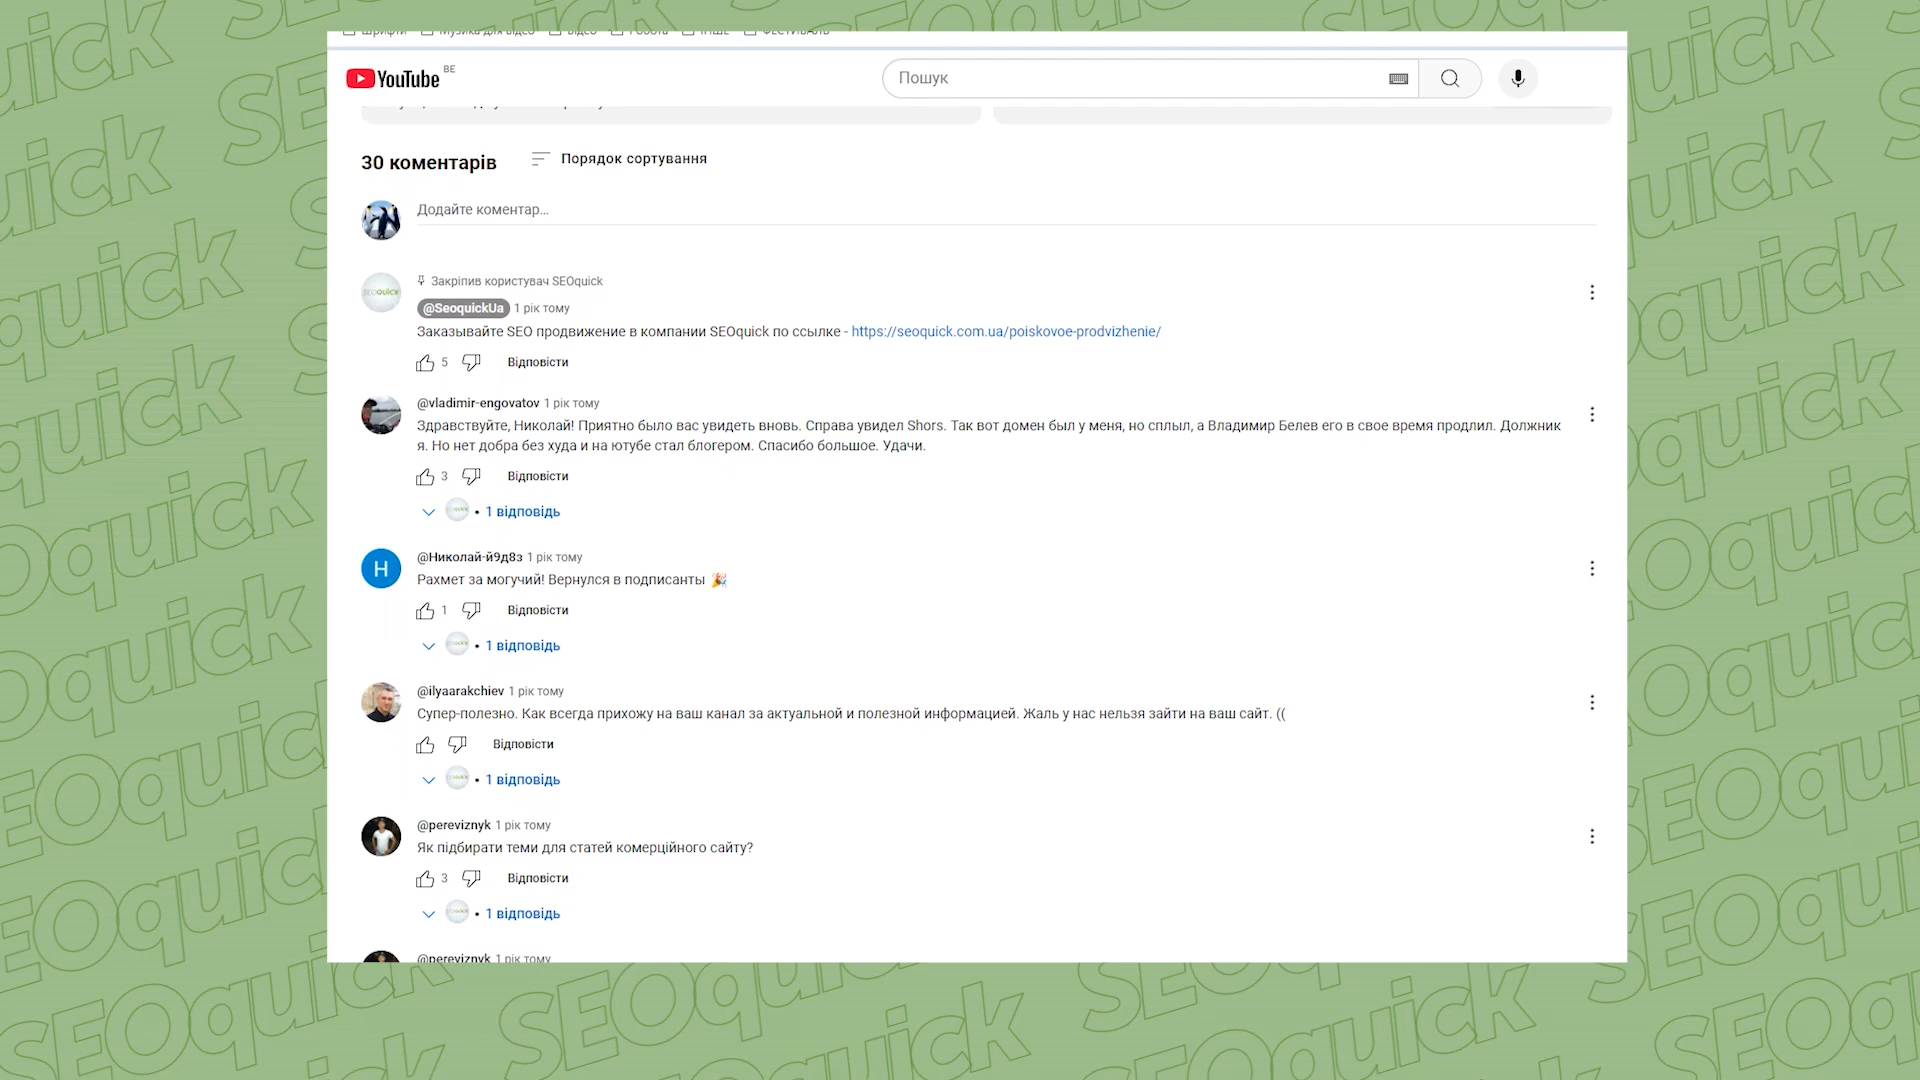 YouTube BE
Пошук
30 коментарів
Порядок сортування
Додайте коментар...
Закріпив користувач SEOquick
@SeoquickUa 1 рік тому
Заказывайте SEO продвижение в компании SEOquick по ссылке - https://seoquick.com.ua/poiskovoe-prodvizhenie/
5 Відповісти
@vladimir-engovatov 1 рік тому
Здравствуйте, Николай! Приятно было вас увидеть вновь. Справа увидел Shors. Так вот домен был у меня, но сплыл, а Владимир Белев его в свое время продлил. Должник
я. Но нет добра без худа и на ютубе стал блогером. Спасибо большое. Удачи.
3 Відповісти
• 1 відповідь
Н
@Николай-й9д8з 1 рік тому
Рахмет за могучий! Вернулся в подписанты 🎉
1 Відповісти
• 1 відповідь
@ilyaarakchiev 1 рік тому
Супер-полезно. Как всегда прихожу на ваш канал за актуальной и полезной информацией. Жаль у нас нельзя зайти на ваш сайт. ((
Відповісти
• 1 відповідь
@pereviznyk 1 рік тому
Як підбирати теми для статей комерційного сайту?
3 Відповісти
• 1 відповідь
@pereviznyk 1 рік тому
SEOquick